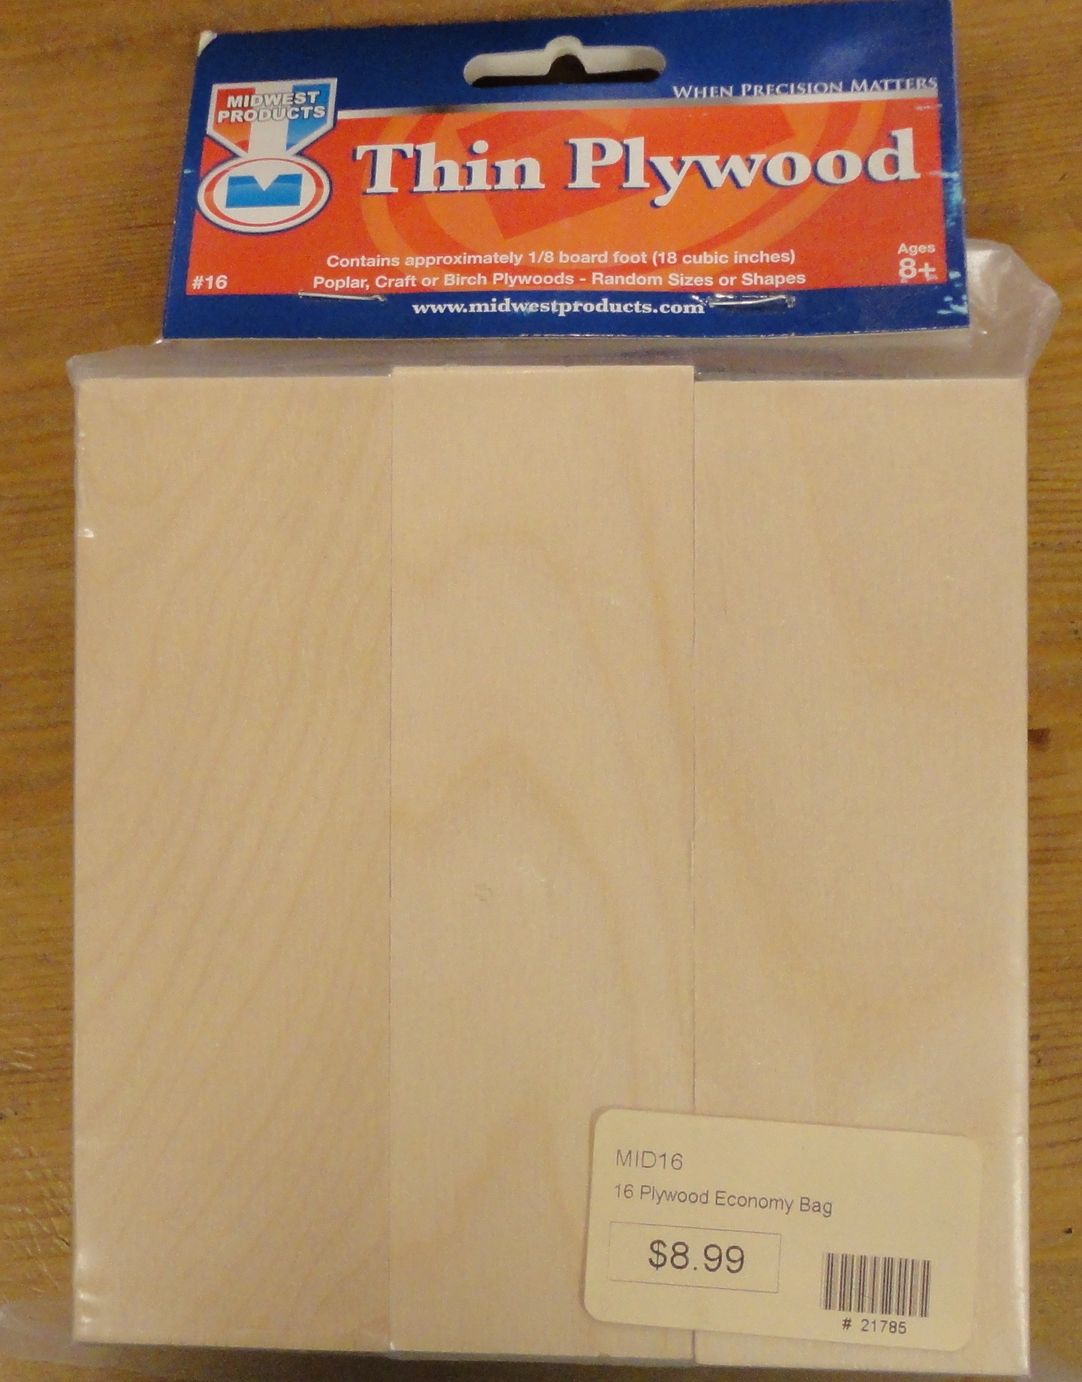 WHEN PRECISION MATTERS
MIDWEST
PRODUCTS
Thin Plywood
Contains approximately 1/8 board foot (18 cubic inches)
Poplar, Craft or Birch Plywoods - Random Sizes or Shapes
#16
Ages
8+
www.midwestproducts.com
MID16
16 Plywood Economy Bag
$8.99
# 21785